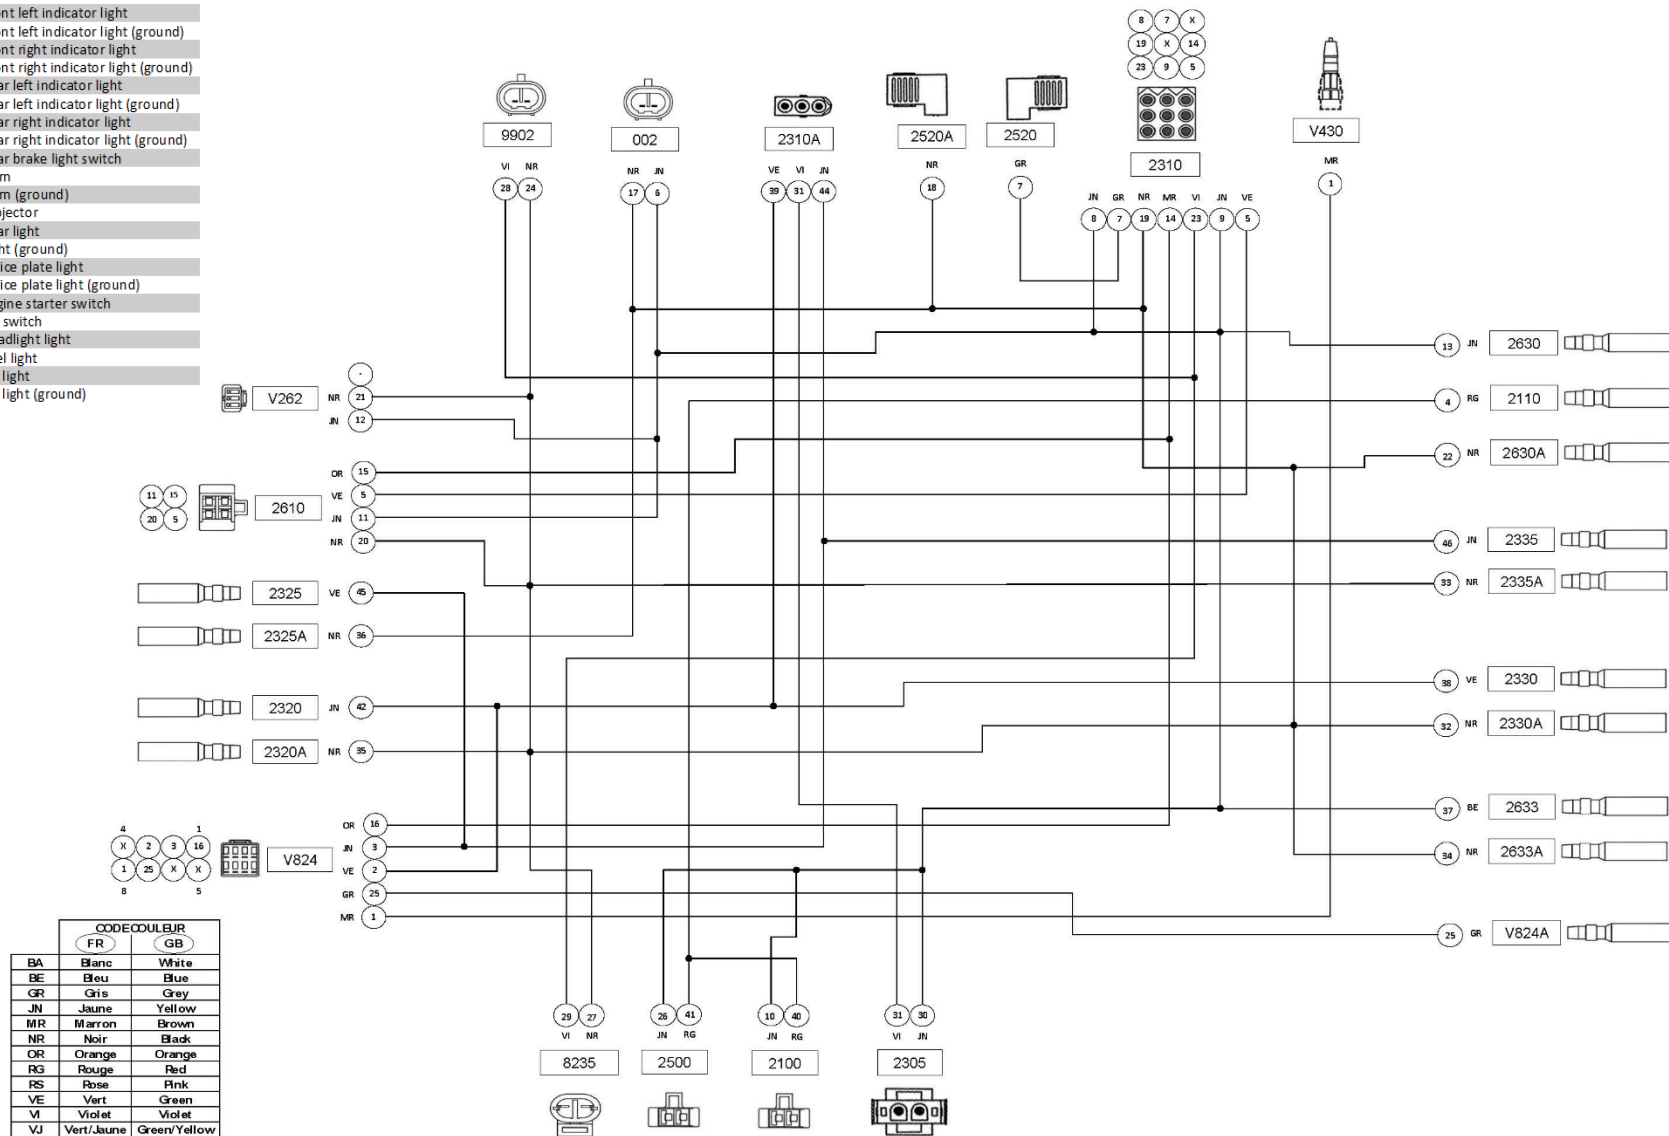 nt left indicator light
nt left indicator light (ground)
nt right indicator light
nt right indicator light (ground)
ar left indicator light
ar left indicator light (ground)
ar right indicator light
ar right indicator light (ground)
ar brake light switch
m
m (ground)
jector
ar light
ht (ground)
ice plate light
ice plate light (ground)
gine starter switch
switch
adlight light
el light
light
light (ground)
8 7 X
19 X 14
23 9 5
9902
002
2310A
2520A
2520
2310
V430
VI NR
28 24
NR JN
17 6
VE VI JN
39 31 44
NR
18
GR
7
JN GR NR MR VI JN VE
8 7 19 14 23 9 5
MR
1
V262
-
NR 21
JN 12
11 15
20 5
2610
OR 15
VE 5
JN 11
NR 20
2325 VE 45
2325A NR 36
2320 JN 42
2320A NR 35
4 1
X 2 3 16
1 25 X X
8 5
V824
OR 16
JN 3
VE 2
GR 25
MR 1
13 JN 2630
4 RG 2110
22 NR 2630A
46 JN 2335
33 NR 2335A
38 VE 2330
32 NR 2330A
37 BE 2633
34 NR 2633A
25 GR V824A
29 27
VI NR
8235
26 41
JN RG
2500
10 40
JN RG
2100
31 30
VI JN
2305
CODECOULEUR
FR GB
BA Blanc White
BE Bleu Blue
GR Gris Grey
JN Jaune Yellow
MR Marron Brown
NR Noir Black
OR Orange Orange
RG Rouge Red
RS Rose Pink
VE Vert Green
VI Violet Violet
VJ Vert/Jaune Green/Yellow